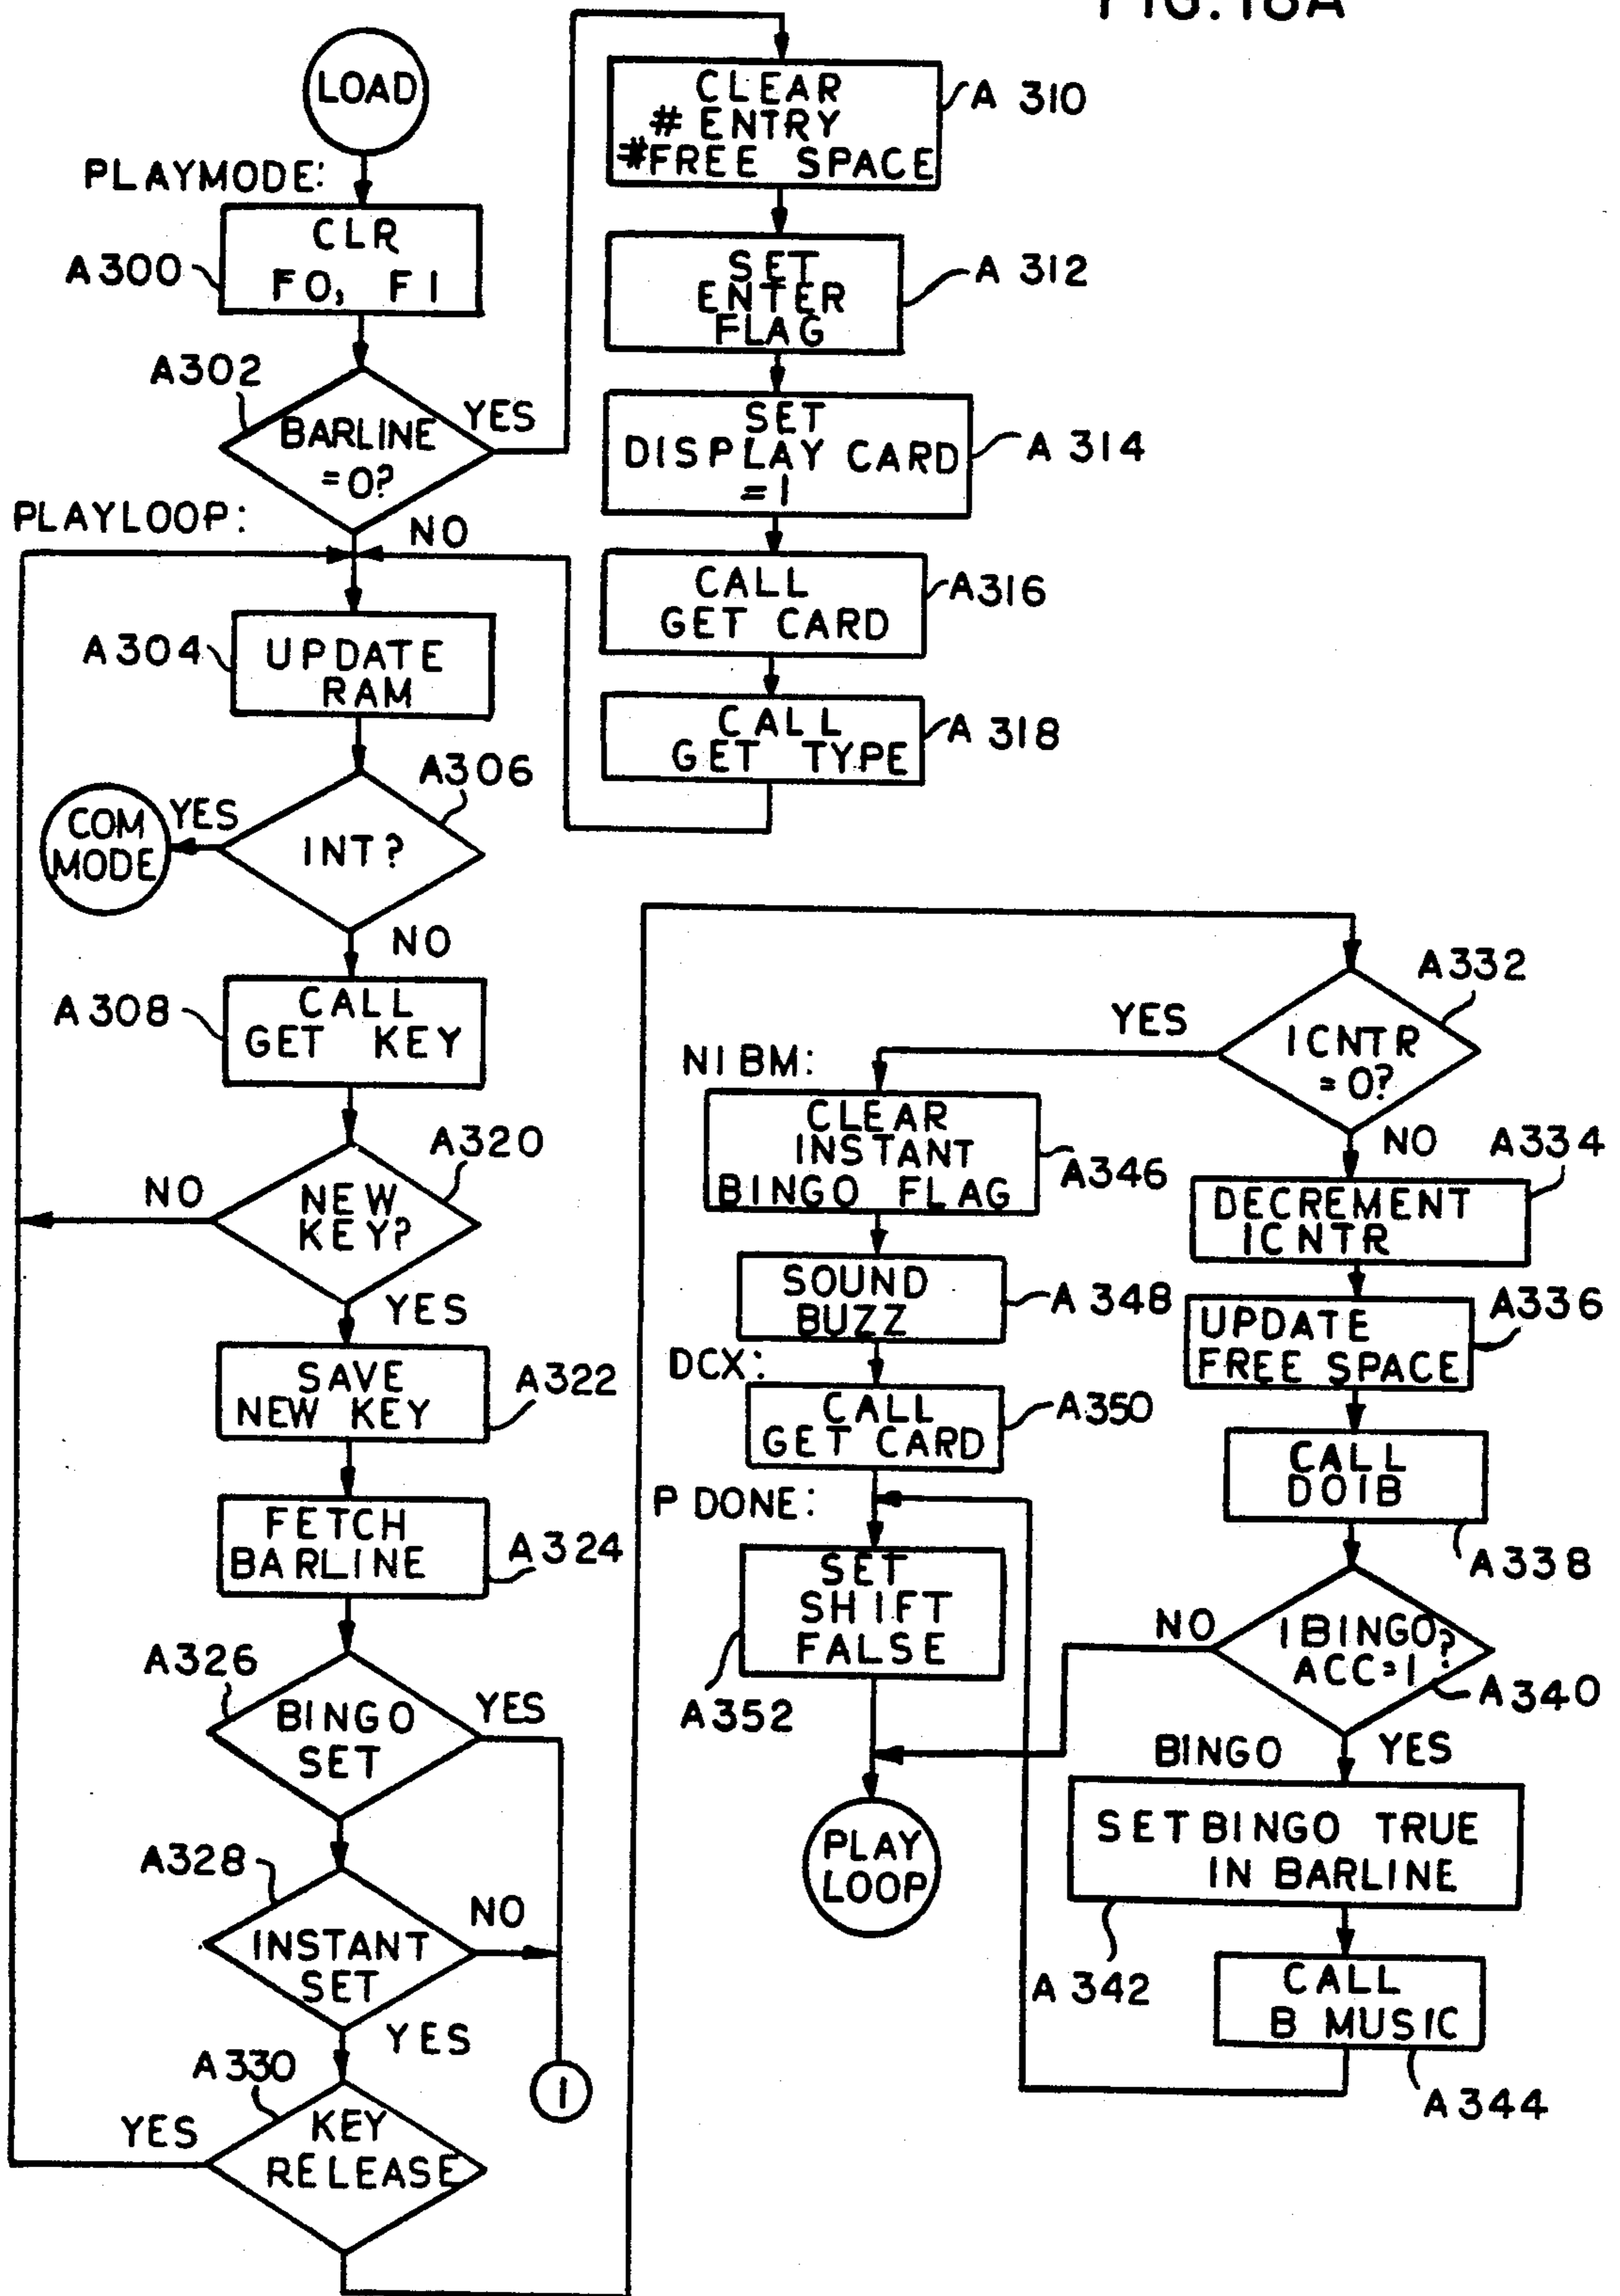 FIG. 18A
LOAD
PLAYMODE:
CLR
F0, F1
A300
A302
BARLINE
=0?
YES
PLAYLOOP:
NO
A304
UPDATE
RAM
A306
INT?
YES
COM
MODE
NO
A308
CALL
GET KEY
A320
NEW
KEY?
NO
YES
SAVE
NEW KEY
A322
FETCH
BARLINE
A324
A326
BINGO
SET
YES
A328
INSTANT
SET
NO
YES
1
A330
KEY
RELEASE
YES
CLEAR
# ENTRY
#FREE SPACE
A 310
SET
ENTER
FLAG
A 312
SET
DISPLAY CARD
=1
A 314
CALL
GET CARD
A316
CALL
GET TYPE
A 318
A332
ICNTR
=0?
YES
NO
NIBM:
CLEAR
INSTANT
BINGO FLAG
A346
SOUND
BUZZ
A 348
DCX:
CALL
GET CARD
A350
P DONE:
SET
SHIFT
FALSE
A352
PLAY
LOOP
A334
DECREMENT
ICNTR
A336
UPDATE
FREE SPACE
CALL
DOIB
A338
IBINGO?
ACC=1
A340
NO
BINGO
YES
SETBINGO TRUE
IN BARLINE
A 342
CALL
B MUSIC
A344